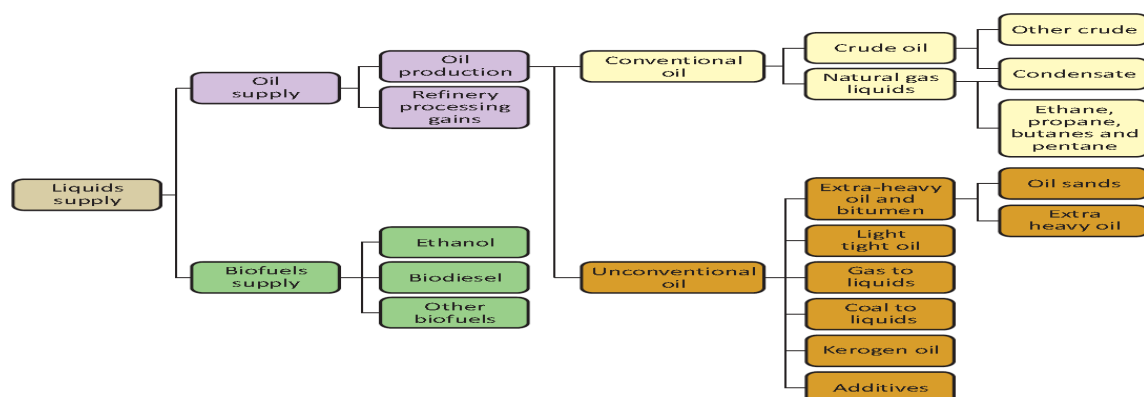 Liquids
supply
Oil
supply
Biofuels
supply
Oil
production
Refinery
processing
gains
Ethanol
Biodiesel
Other
biofuels
Conventional
oil
Unconventional
oil
Crude oil
Natural gas
liquids
Other crude
Condensate
Ethane,
propane,
butanes and
pentane
Extra-heavy
oil and
bitumen
Light
tight oil
Gas to
liquids
Coal to
liquids
Kerogen oil
Additives
Oil sands
Extra
heavy oil